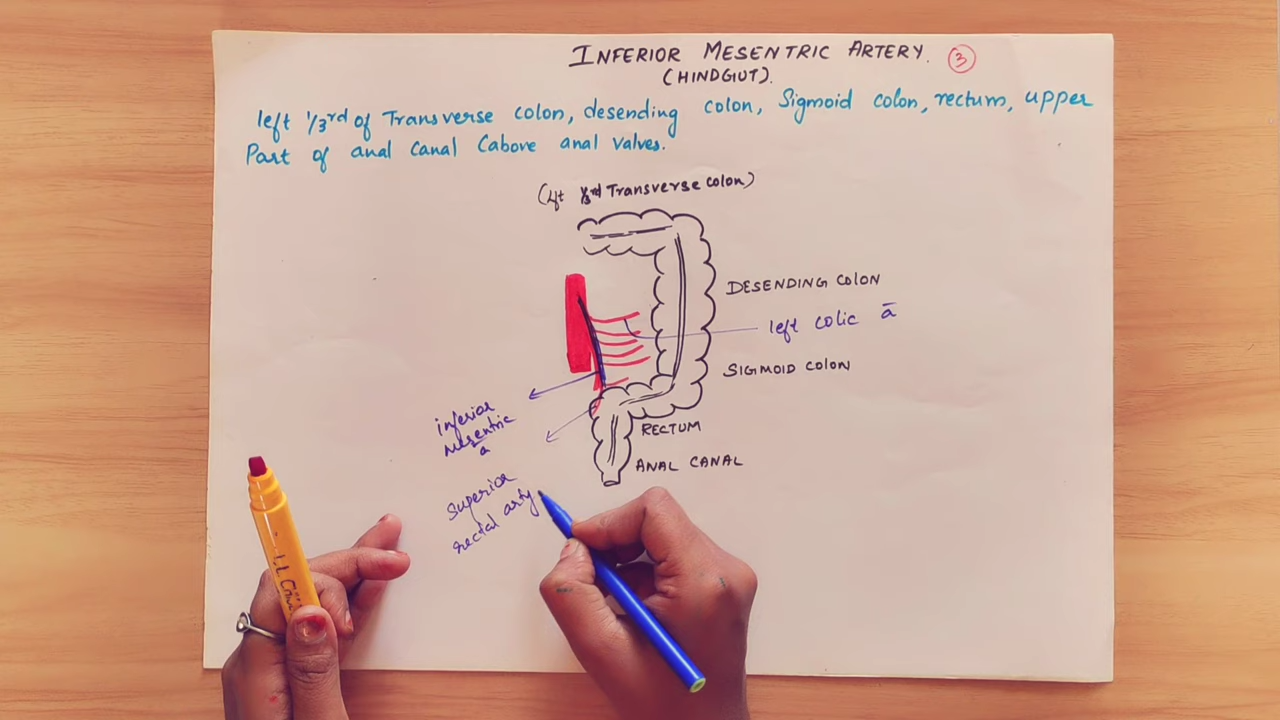 INFERIOR MESENTRIC ARTERY. 3
(HINDGUT).
left 1/3rd of Transverse colon, desending colon, Sigmoid colon, rectum, upper
Part of anal canal (above anal valves.
(lft 1/3rd Transverse colon)
DESENDING COLON
left colic ā
SIGMOID COLON
inferior
Mesentric
a
RECTUM
ANAL CANAL
superior
rectal arty